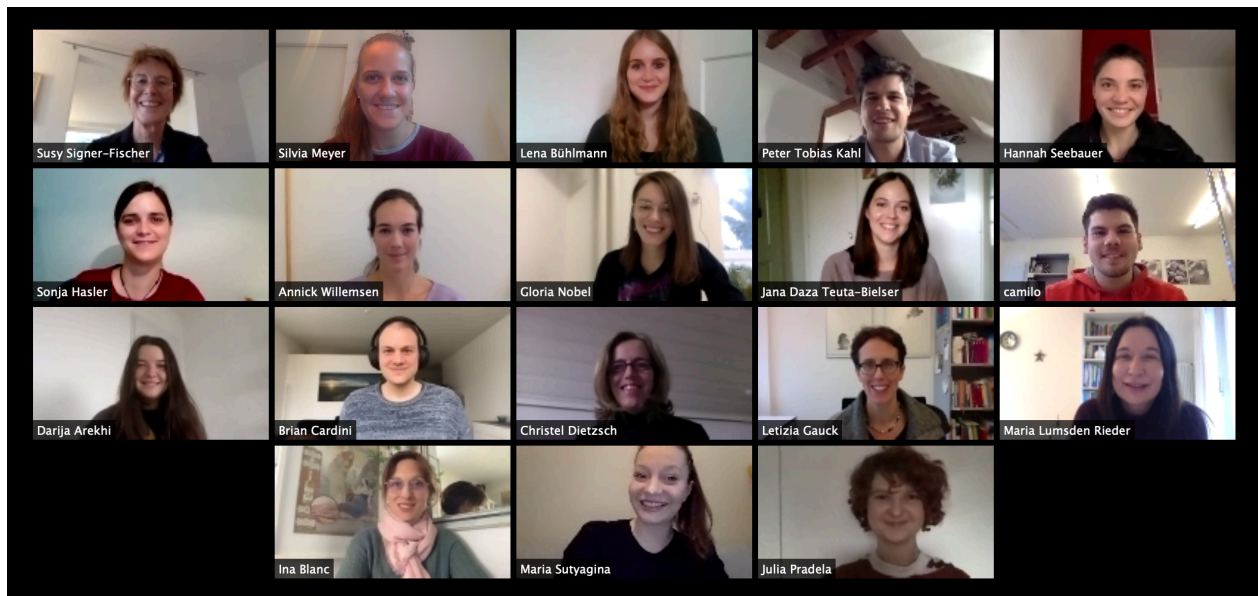 Susy Signer-Fischer
Silvia Meyer
Lena Bühlmann
Peter Tobias Kahl
Hannah Seebauer
Sonja Hasler
Annick Willemsen
Gloria Nobel
Jana Daza Teuta-Bielser
camilo
Darija Arekhi
Brian Cardini
Christel Dietzsch
Letizia Gauck
Maria Lumsden Rieder
Ina Blanc
Maria Sutyagina
Julia Pradela